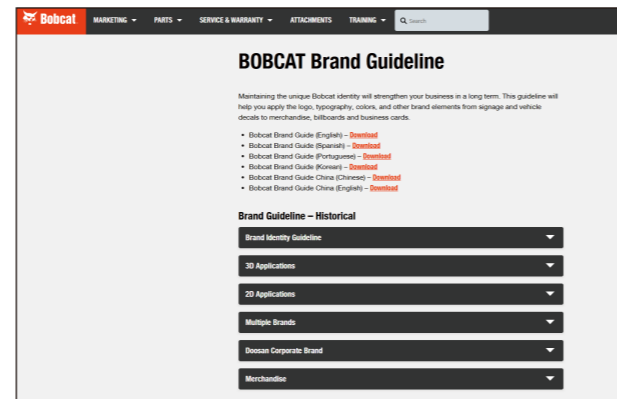 Bobcat MARKETING PARTS SERVICE & WARRANTY ATTACHMENTS TRAINING Search
BOBCAT Brand Guideline
Maintaining the unique Bobcat identity will strengthen your business in a long term. This guideline will
help you apply the logo, typography, colors, and other brand elements from signage and vehicle
decals to merchandise, billboards and business cards.
• Bobcat Brand Guide (English) – Download
• Bobcat Brand Guide (Spanish) – Download
• Bobcat Brand Guide (Portuguese) – Download
• Bobcat Brand Guide (Korean) – Download
• Bobcat Brand Guide China (Chinese) – Download
• Bobcat Brand Guide China (English) – Download
Brand Guideline – Historical
Brand Identity Guideline
3D Applications
2D Applications
Multiple Brands
Doosan Corporate Brand
Merchandise